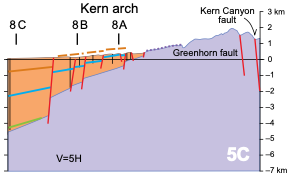 Kern arch
Kern Canyon
fault
8C
8B
8A
Greenhorn fault
3 km
2
1
0
–1
–2
–3
–4
–5
–6
–7 km
V=5H
5C